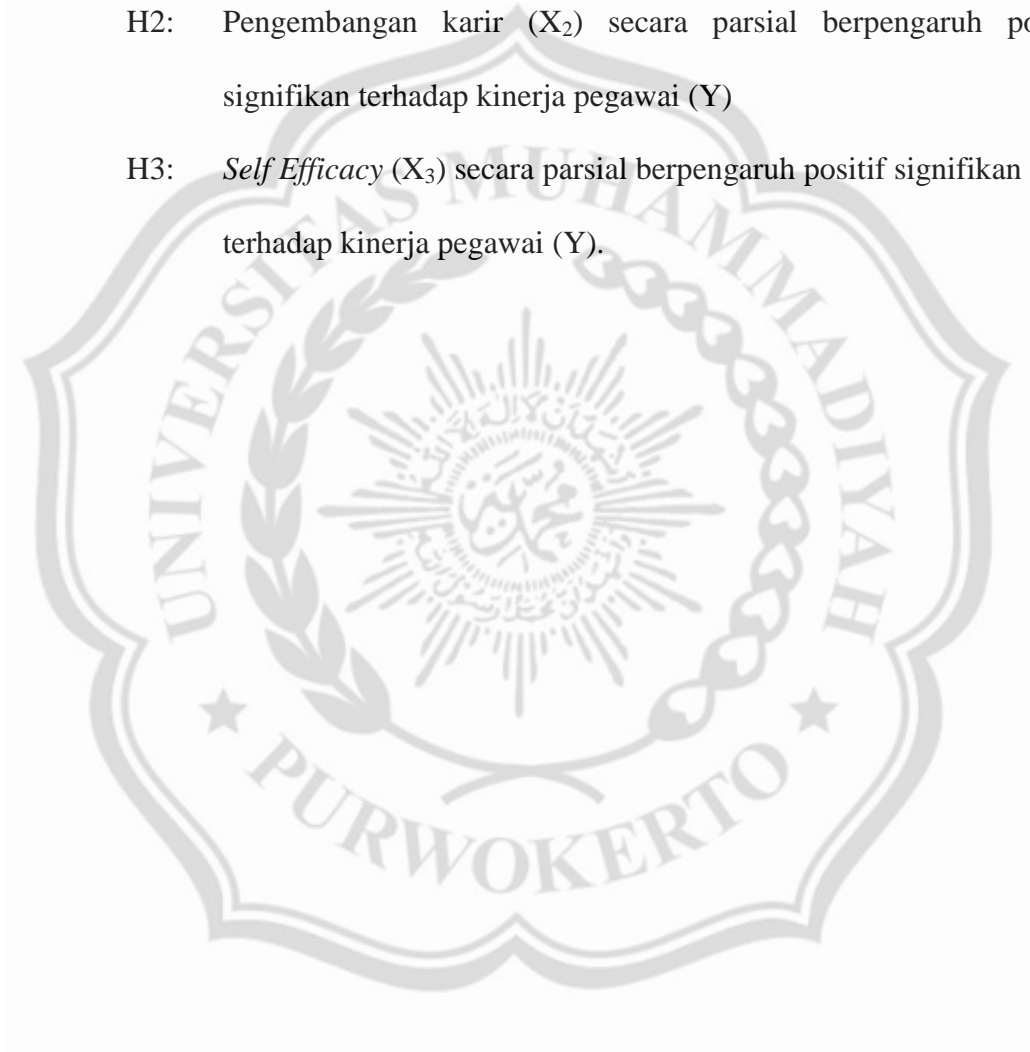 H2: Pengembangan karir (X₂) secara parsial berpengaruh po
signifikan terhadap kinerja pegawai (Y)
H3: Self Efficacy (X₃) secara parsial berpengaruh positif signifikan
terhadap kinerja pegawai (Y).
UNIVERSITAS MUHAMMADIYAH
PURWOKERTO